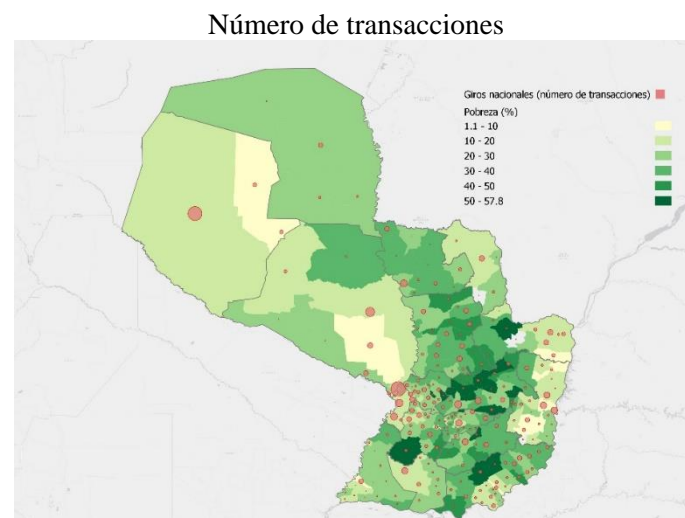 Número de transacciones
Giros nacionales (número de transacciones)
Pobreza (%)
1.1 - 10
10 - 20
20 - 30
30 - 40
40 - 50
50 - 57.8